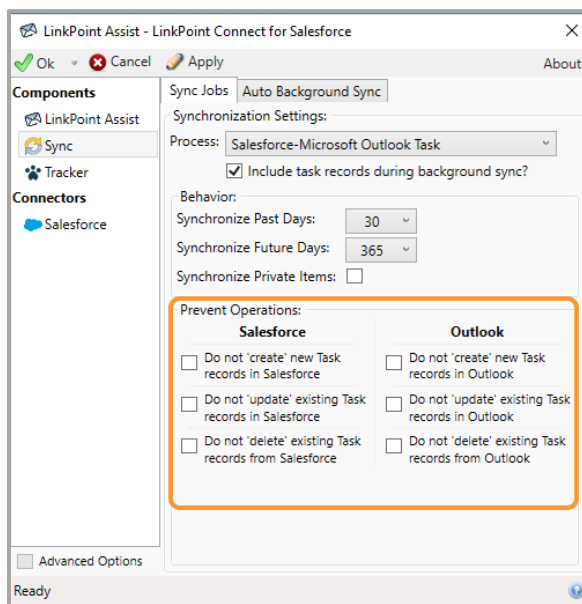 LinkPoint Assist - LinkPoint Connect for Salesforce
Ok Cancel Apply About
Components
LinkPoint Assist
Sync
Tracker
Connectors
Salesforce
Advanced Options
Sync Jobs Auto Background Sync
Synchronization Settings:
Process: Salesforce-Microsoft Outlook Task
Include task records during background sync?
Behavior:
Synchronize Past Days: 30
Synchronize Future Days: 365
Synchronize Private Items:
Prevent Operations:
Salesforce
Do not 'create' new Task
records in Salesforce
Do not 'update' existing Task
records in Salesforce
Do not 'delete' existing Task
records from Salesforce
Outlook
Do not 'create' new Task
records in Outlook
Do not 'update' existing Task
records in Outlook
Do not 'delete' existing Task
records from Outlook
Ready